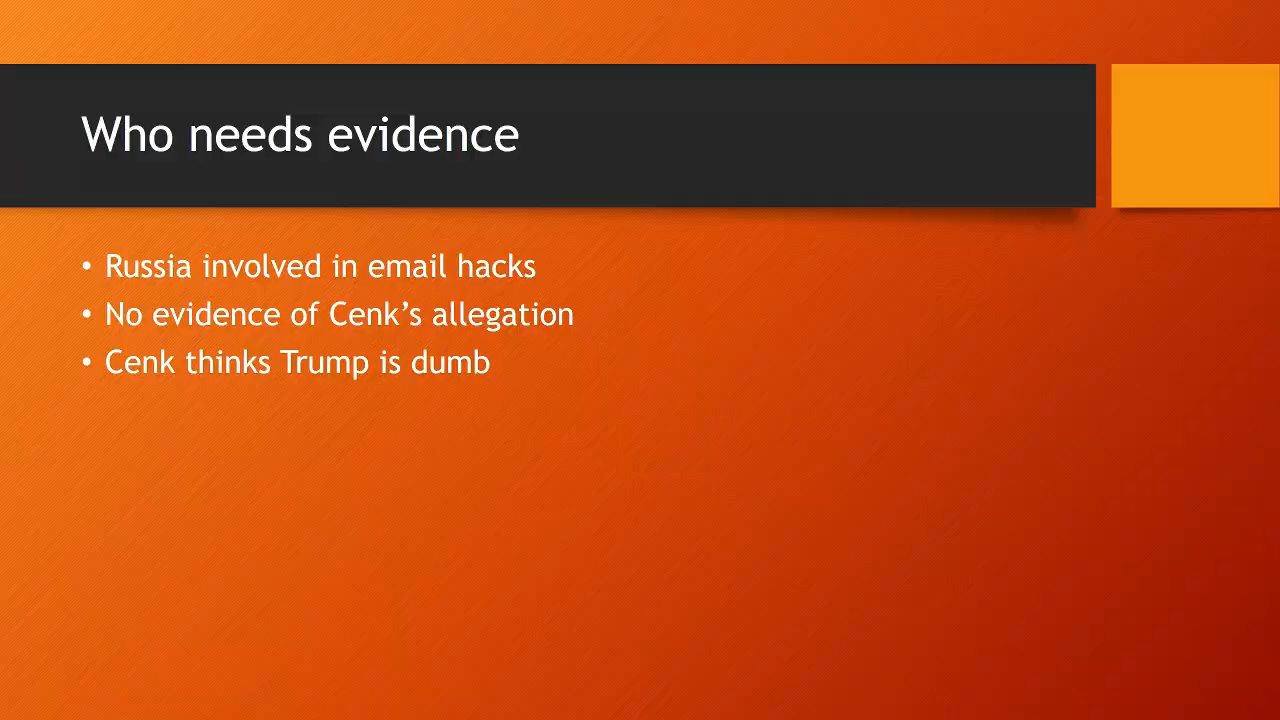 Who needs evidence
• Russia involved in email hacks
• No evidence of Cenk’s allegation
• Cenk thinks Trump is dumb